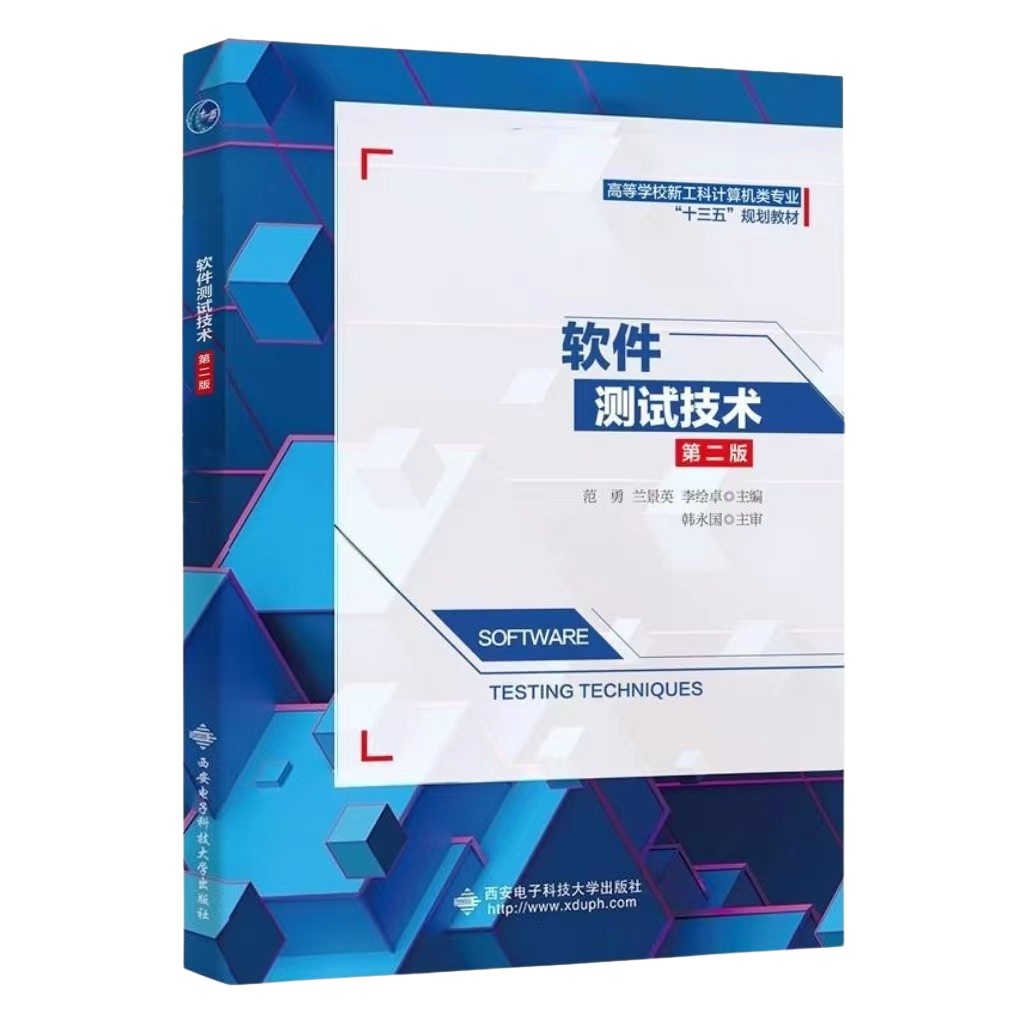 软件测试技术
第二版
西安电子科技大学出版社
高等学校新工科计算机类专业
“十三五”规划教材
软件
测试技术
第二版
范 勇 兰景英 李绘卓◎主编
韩永国◎主审
SOFTWARE
TESTING TECHNIQUES
西安电子科技大学出版社
http://www.xduph.com